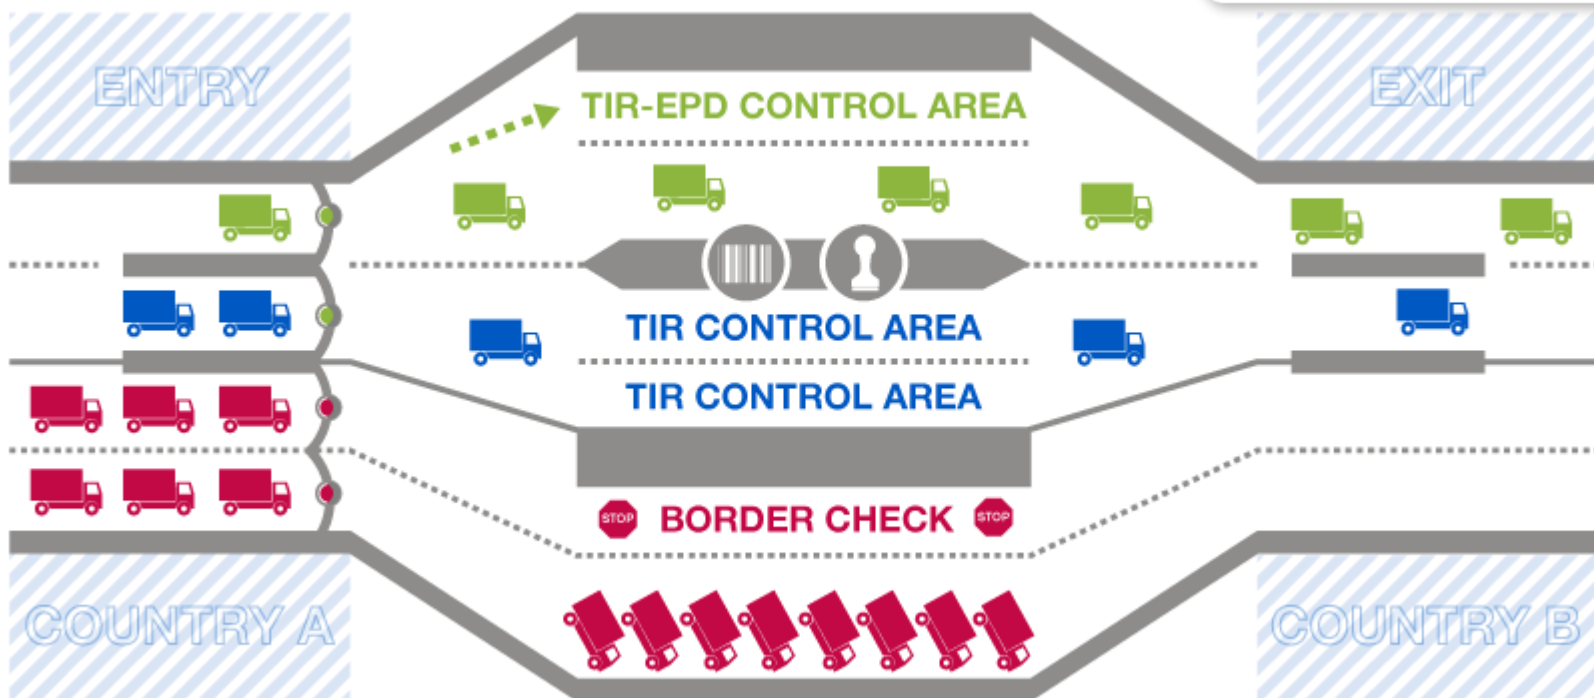 ENTRY
EXIT
TIR-EPD CONTROL AREA
TIR CONTROL AREA
TIR CONTROL AREA
STOP BORDER CHECK STOP
COUNTRY A
COUNTRY B